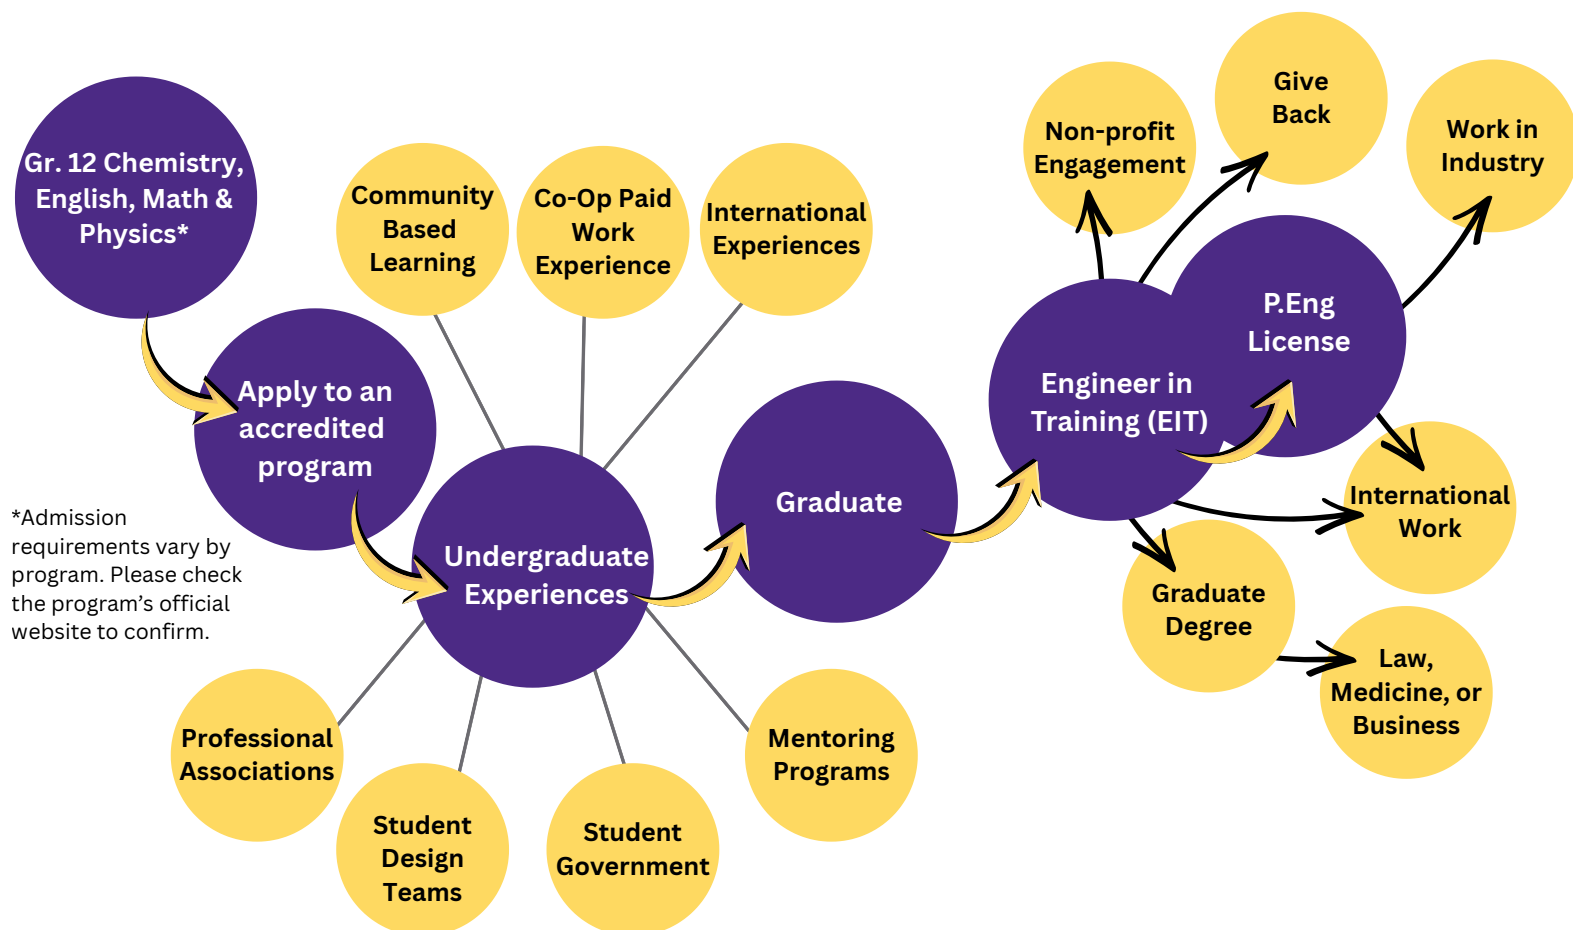 Gr. 12 Chemistry,
English, Math &
Physics*
Apply to an
accredited
program
*Admission
requirements vary by
program. Please check
the program’s official
website to confirm.
Undergraduate
Experiences
Community
Based
Learning
Co-Op Paid
Work
Experience
International
Experiences
Professional
Associations
Student
Design
Teams
Student
Government
Mentoring
Programs
Graduate
Engineer in
Training (EIT)
P.Eng
License
Non-profit
Engagement
Give
Back
Work in
Industry
International
Work
Graduate
Degree
Law,
Medicine, or
Business